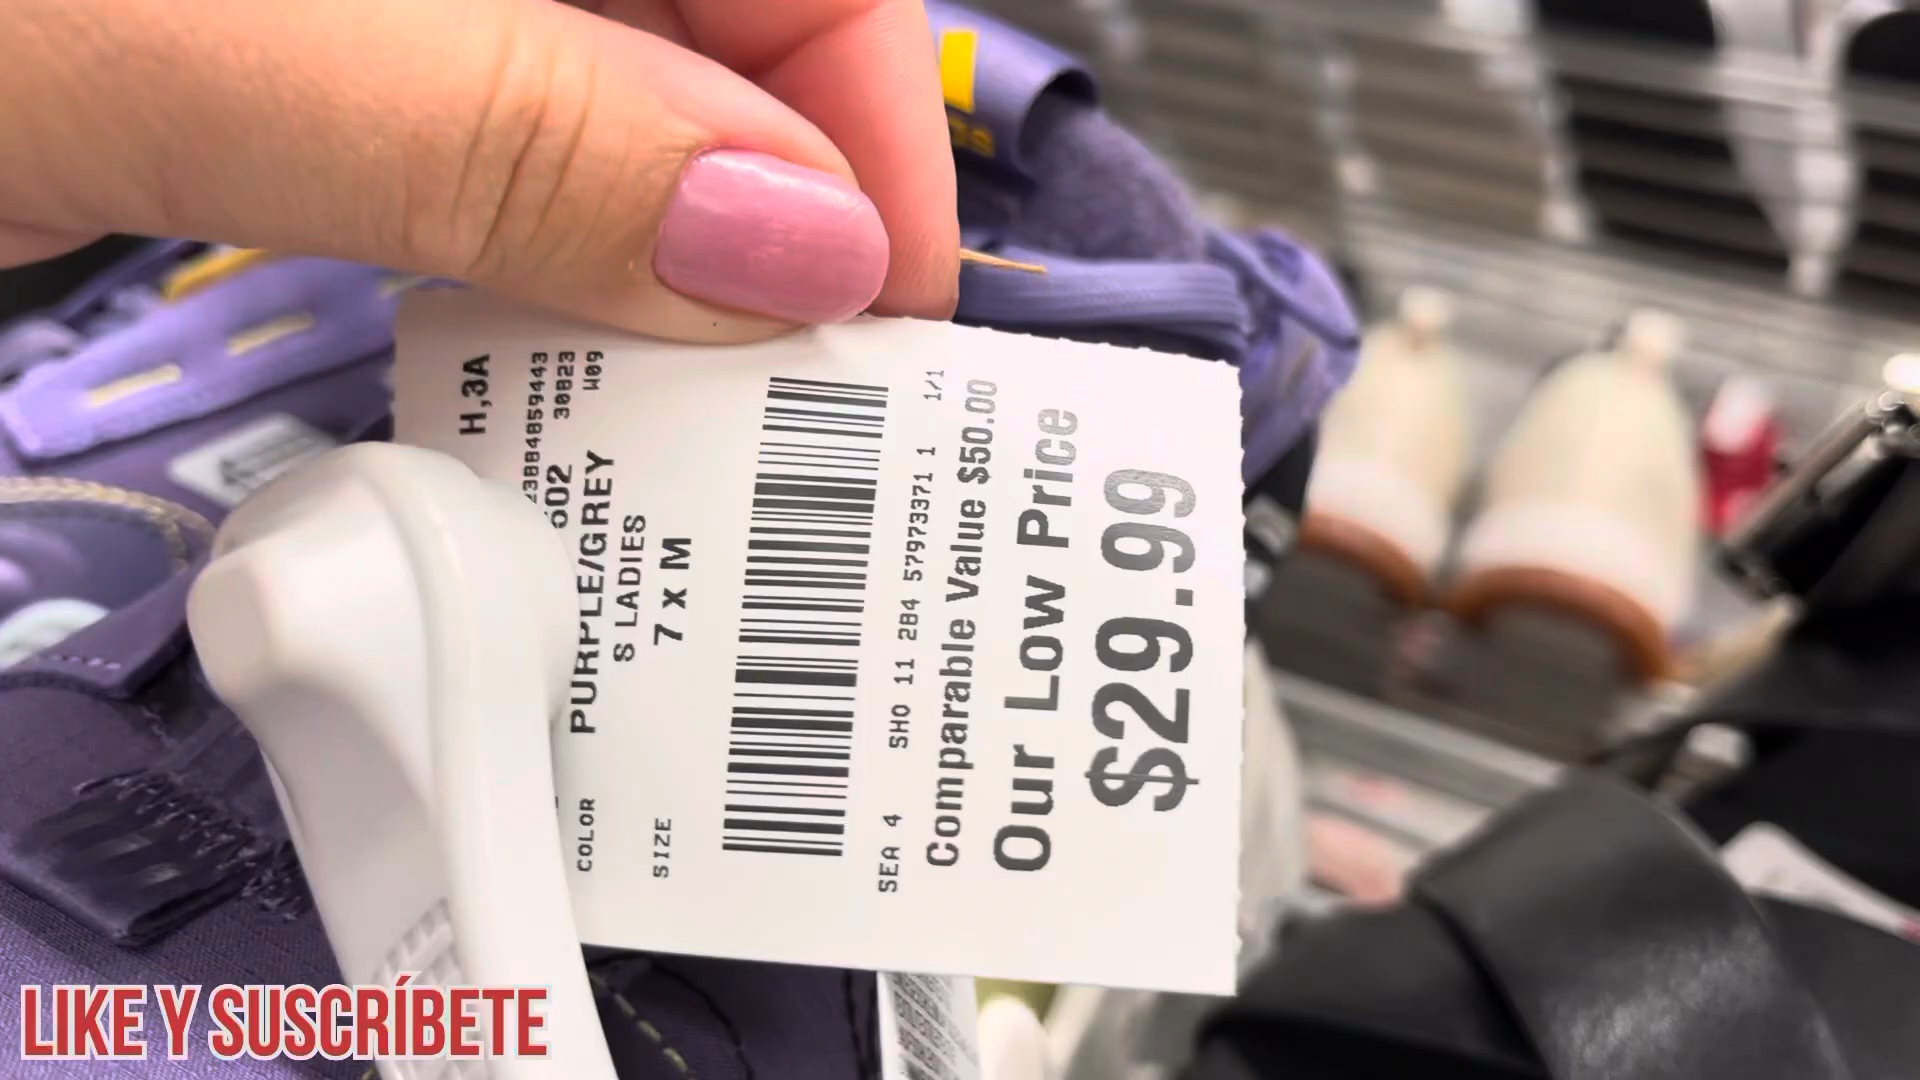 H,3A
23884859443
602 30823
W09
COLOR PURPLE/GREY
S LADIES
SIZE 7 X M
SEA 4 SHO 11 284 57973371 1 1/1
Comparable Value $50.00
Our Low Price
$29.99
LIKE Y SUSCRÍBETE